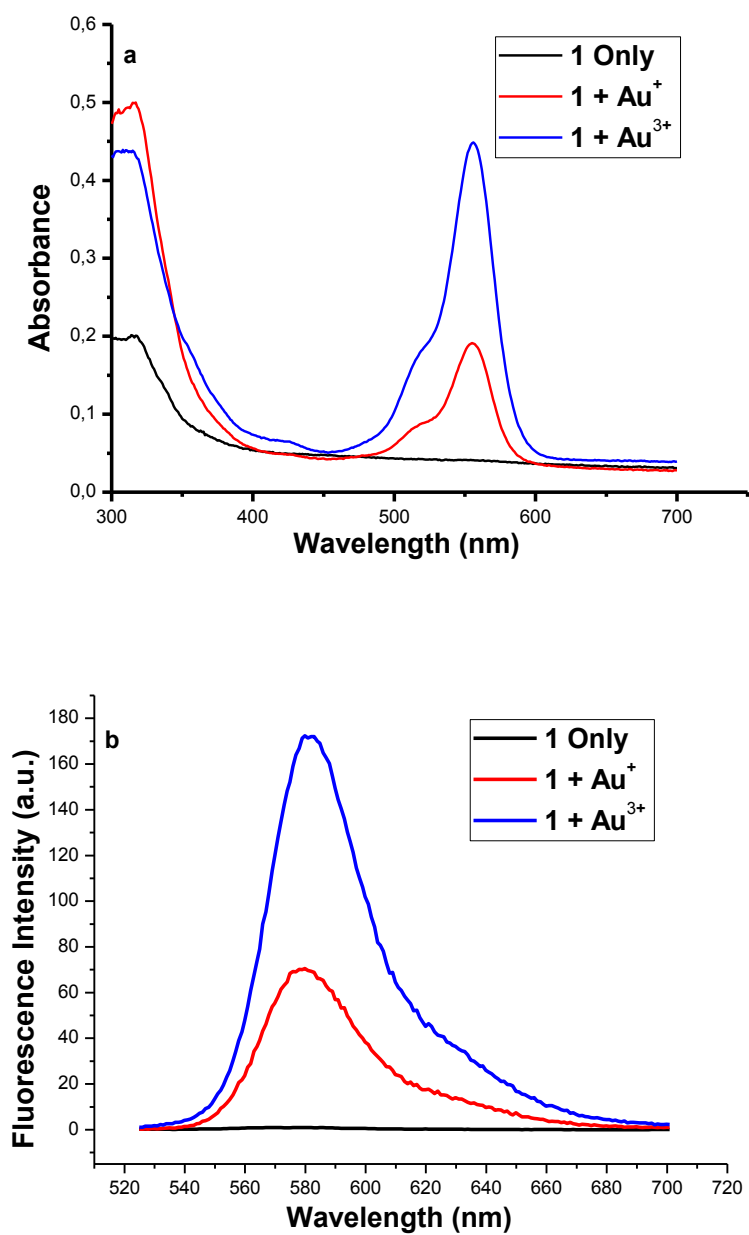 a
1 Only
1 + Au⁺
1 + Au³⁺
Absorbance
0,6
0,5
0,4
0,3
0,2
0,1
0,0
300 400 500 600 700
Wavelength (nm)
b
1 Only
1 + Au⁺
1 + Au³⁺
Fluorescence Intensity (a.u.)
180
160
140
120
100
80
60
40
20
0
520 540 560 580 600 620 640 660 680 700 720
Wavelength (nm)